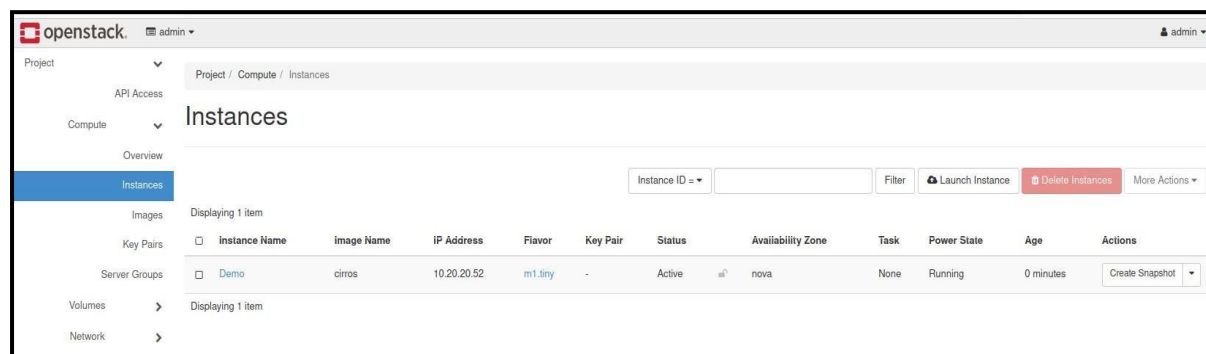 openstack. admin admin
Project
API Access
Compute
Overview
Instances
Images
Key Pairs
Server Groups
Volumes
Network
Project / Compute / Instances
Instances
Instance ID = Filter Launch Instance Delete Instances More Actions
Displaying 1 item
Instance Name Image Name IP Address Flavor Key Pair Status Availability Zone Task Power State Age Actions
Demo cirros 10.20.20.52 m1.tiny - Active nova None Running 0 minutes Create Snapshot
Displaying 1 item